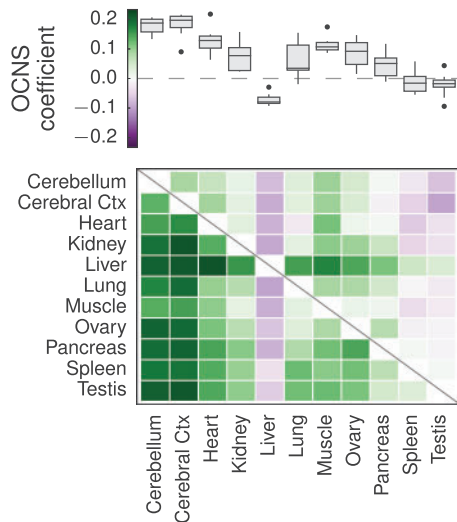 OCNS
coefficient
0.2
0.1
0.0
−0.1
−0.2
Cerebellum
Cerebral Ctx
Heart
Kidney
Liver
Lung
Muscle
Ovary
Pancreas
Spleen
Testis
Cerebellum
Cerebral Ctx
Heart
Kidney
Liver
Lung
Muscle
Ovary
Pancreas
Spleen
Testis